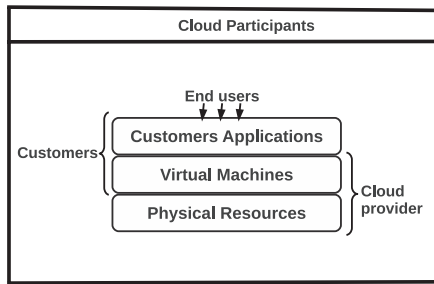 Cloud Participants
End users
Customers Applications
Customers
Virtual Machines
Cloud
provider
Physical Resources